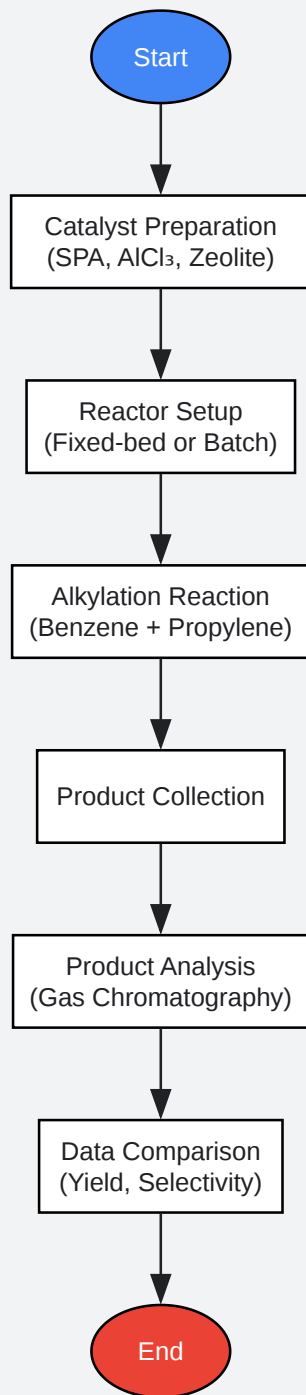 Start
Catalyst Preparation
(SPA, AlCl₃, Zeolite)
Reactor Setup
(Fixed-bed or Batch)
Alkylation Reaction
(Benzene + Propylene)
Product Collection
Product Analysis
(Gas Chromatography)
Data Comparison
(Yield, Selectivity)
End